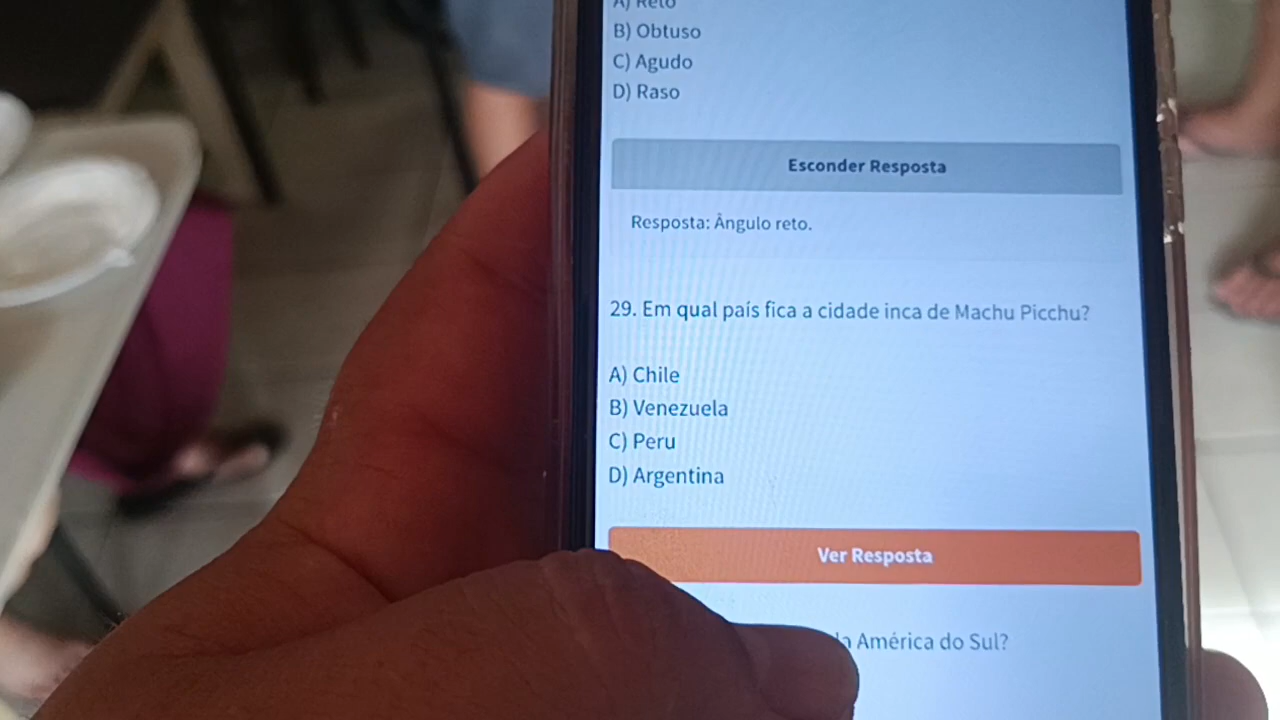 A) Reto
B) Obtuso
C) Agudo
D) Raso
Esconder Resposta
Resposta: Ângulo reto.
29. Em qual país fica a cidade inca de Machu Picchu?
A) Chile
B) Venezuela
C) Peru
D) Argentina
Ver Resposta
América do Sul?